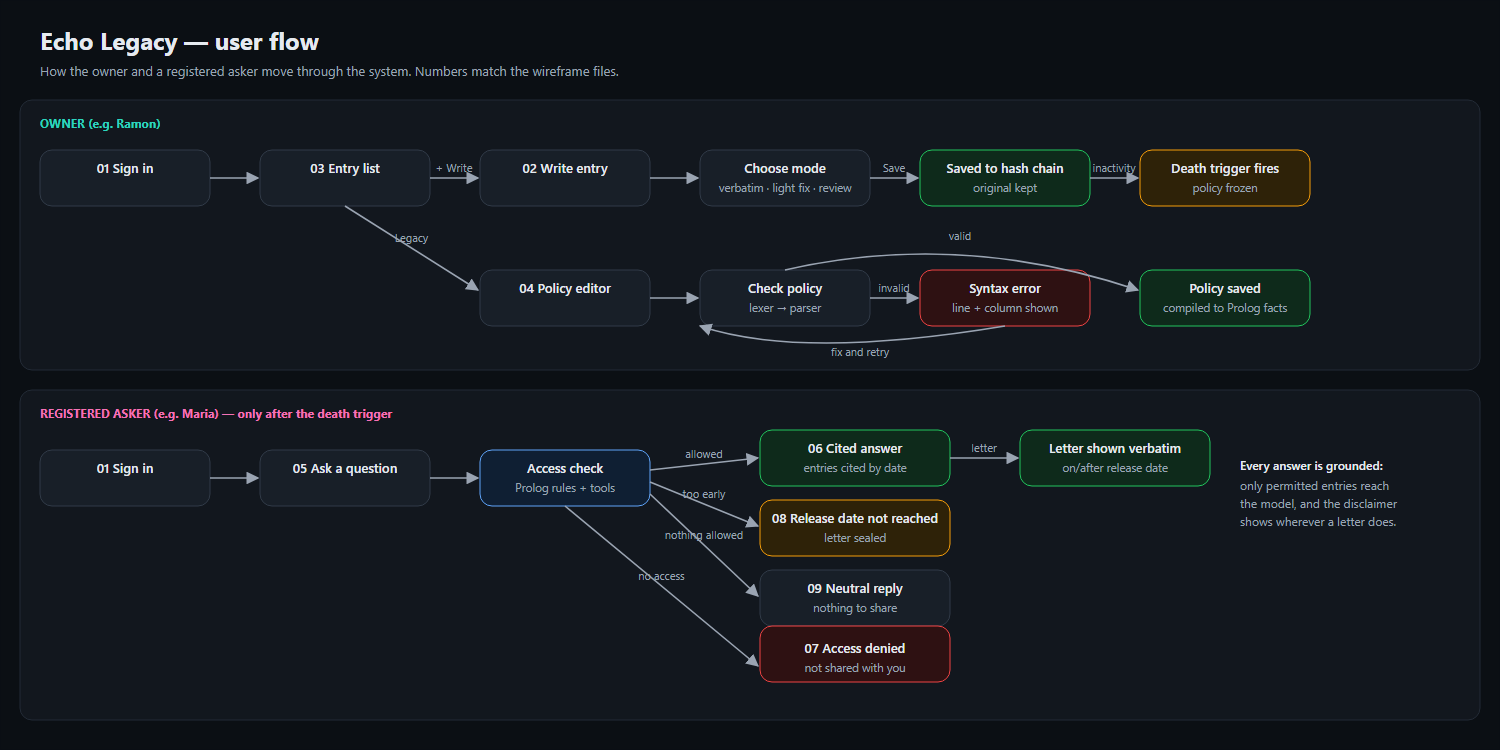 Echo Legacy — user flow
How the owner and a registered asker move through the system. Numbers match the wireframe files.
OWNER (e.g. Ramon)
01 Sign in
03 Entry list
+ Write
02 Write entry
Choose mode
verbatim · light fix · review
Save
Saved to hash chain
original kept
inactivity
Death trigger fires
policy frozen
Legacy
valid
04 Policy editor
Check policy
lexer → parser
invalid
Syntax error
line + column shown
Policy saved
compiled to Prolog facts
fix and retry
REGISTERED ASKER (e.g. Maria) — only after the death trigger
01 Sign in
05 Ask a question
Access check
Prolog rules + tools
allowed
06 Cited answer
entries cited by date
letter
Letter shown verbatim
on/after release date
too early
08 Release date not reached
letter sealed
nothing allowed
09 Neutral reply
nothing to share
no access
07 Access denied
not shared with you
Every answer is grounded:
only permitted entries reach
the model, and the disclaimer
shows wherever a letter does.